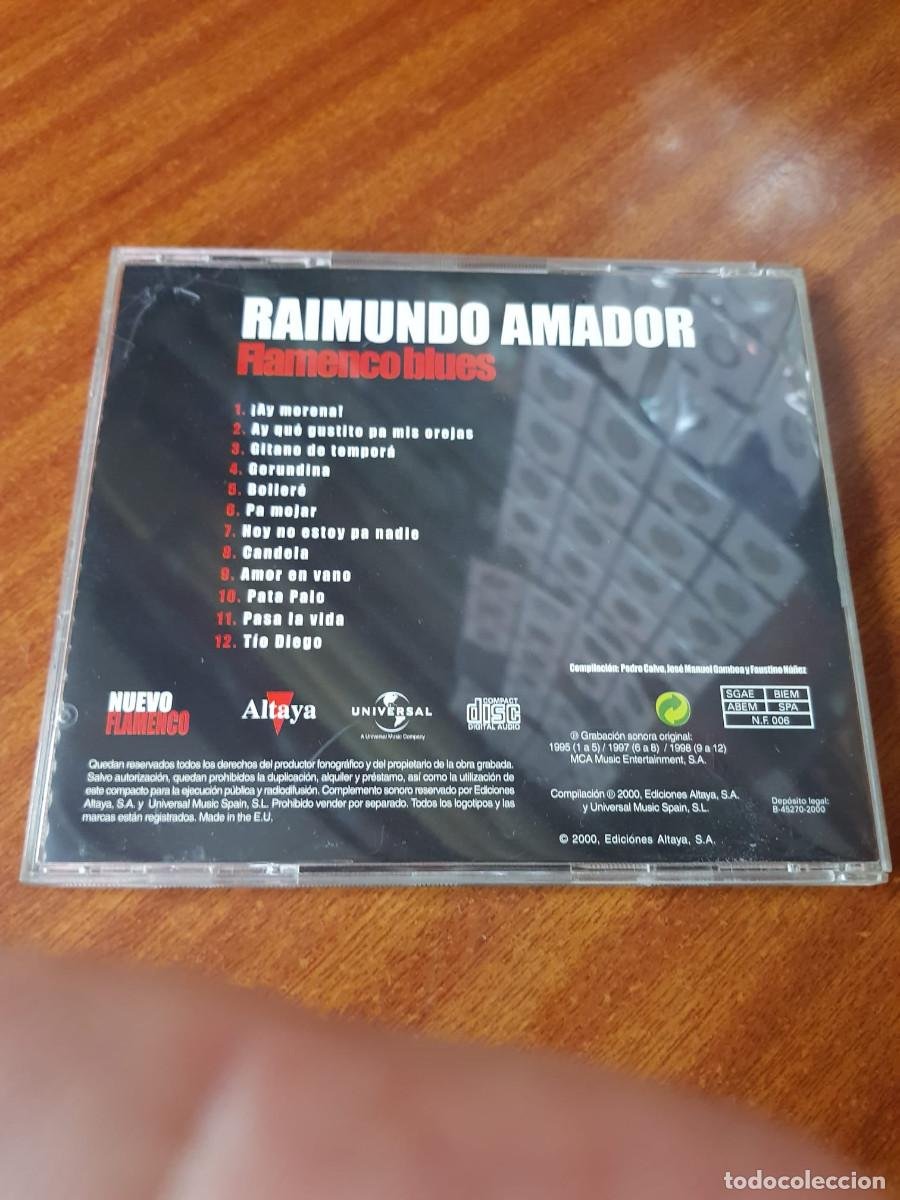 RAIMUNDO AMADOR
Flamenco blues
1. ¡Ay morena!
2. Ay qué gustito pa mis orejas
3. Gitano de temporá
4. Gerundina
5. Bolleré
6. Pa mojar
7. Hoy no estoy pa nadie
8. Candela
9. Amor en vano
10. Pata Palo
11. Pasa la vida
12. Tío Diego
Compilación: Pedro Calvo, José Manuel Gamboa y Faustino Núñez
NUEVO
FLAMENCO
Altaya
UNIVERSAL
A Universal Music Company
COMPACT
disc
DIGITAL AUDIO
SGAE BIEM
ABEM SPA
N.F. 006
℗ Grabación sonora original:
1995 (1 a 5) / 1997 (6 a 8) / 1998 (9 a 12)
MCA Music Entertainment, S.A.
Quedan reservados todos los derechos del productor fonográfico y del propietario de la obra grabada.
Salvo autorización, quedan prohibidos la duplicación, alquiler y préstamo, así como la utilización de
este compacto para la ejecución pública y radiodifusión. Complemento sonoro reservado por Ediciones
Altaya, S.A. y Universal Music Spain, S.L. Prohibido vender por separado. Todos los logotipos y las
marcas están registrados. Made in the E.U.
Compilación ℗ 2000, Ediciones Altaya, S.A.
y Universal Music Spain, S.L.
Depósito legal:
B-45270-2000
© 2000, Ediciones Altaya, S.A.
todocoleccion